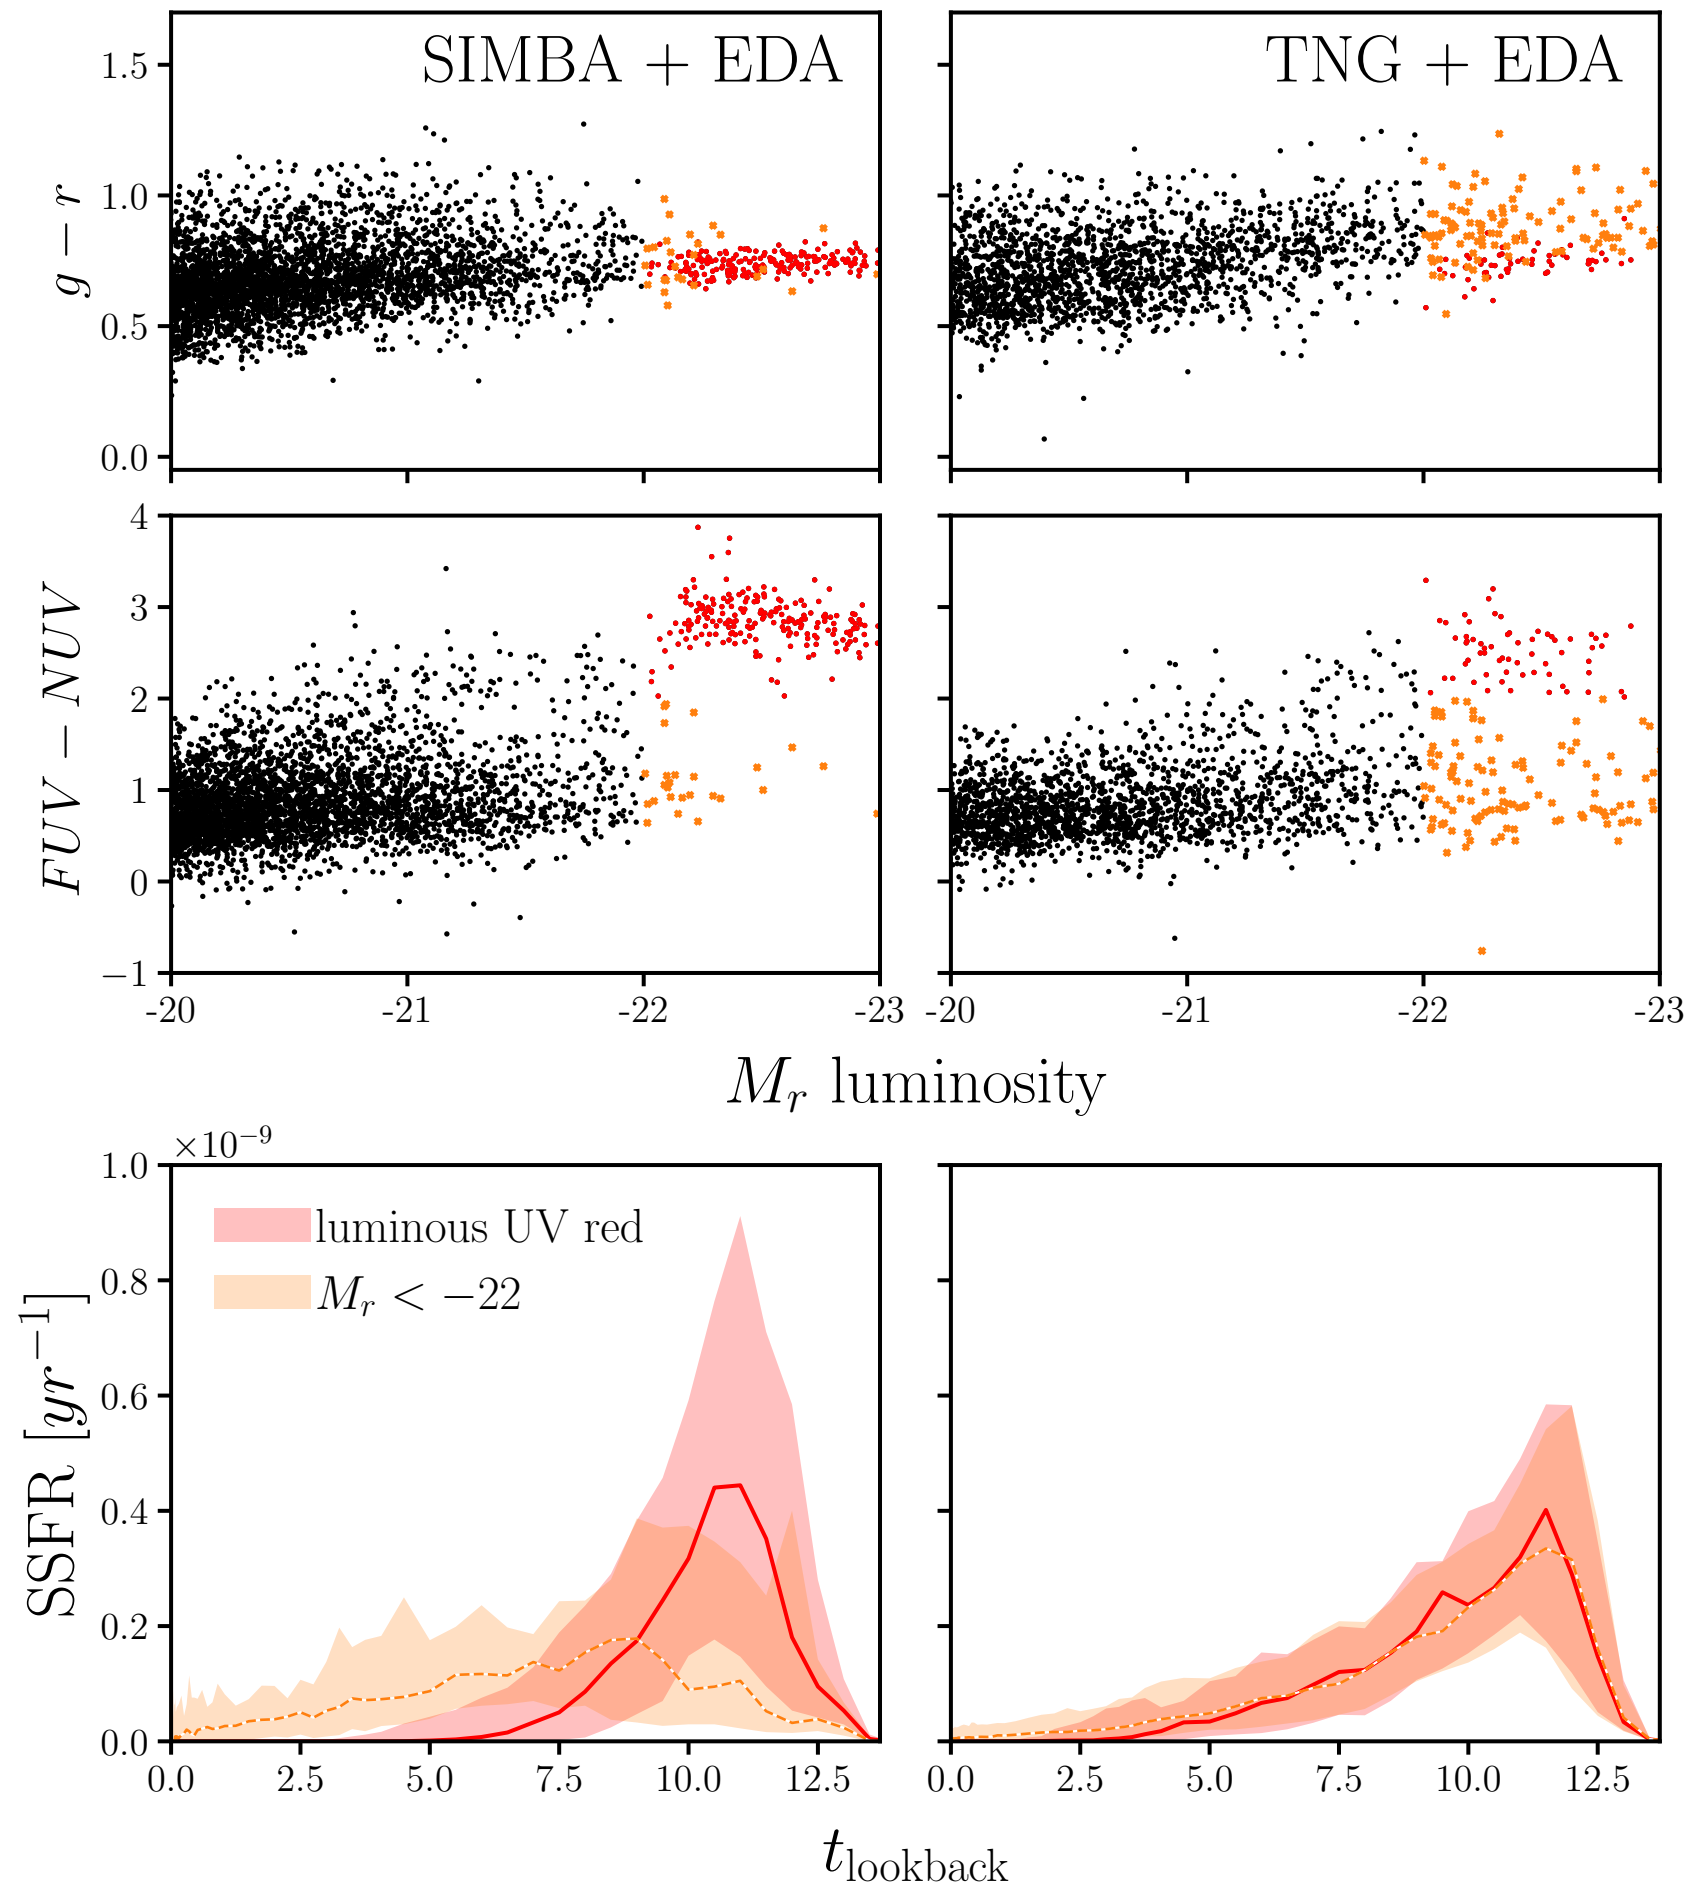 SIMBA + EDA
TNG + EDA
1.5
1.0
0.5
0.0
g − r
4
3
2
1
0
−1
FUV − NUV
-20 -21 -22 -23 -20 -21 -22 -23
M_r luminosity
×10⁻⁹
1.0
0.8
0.6
0.4
0.2
0.0
SSFR [yr⁻¹]
luminous UV red
M_r < −22
0.0 2.5 5.0 7.5 10.0 12.5 0.0 2.5 5.0 7.5 10.0 12.5
t_lookback